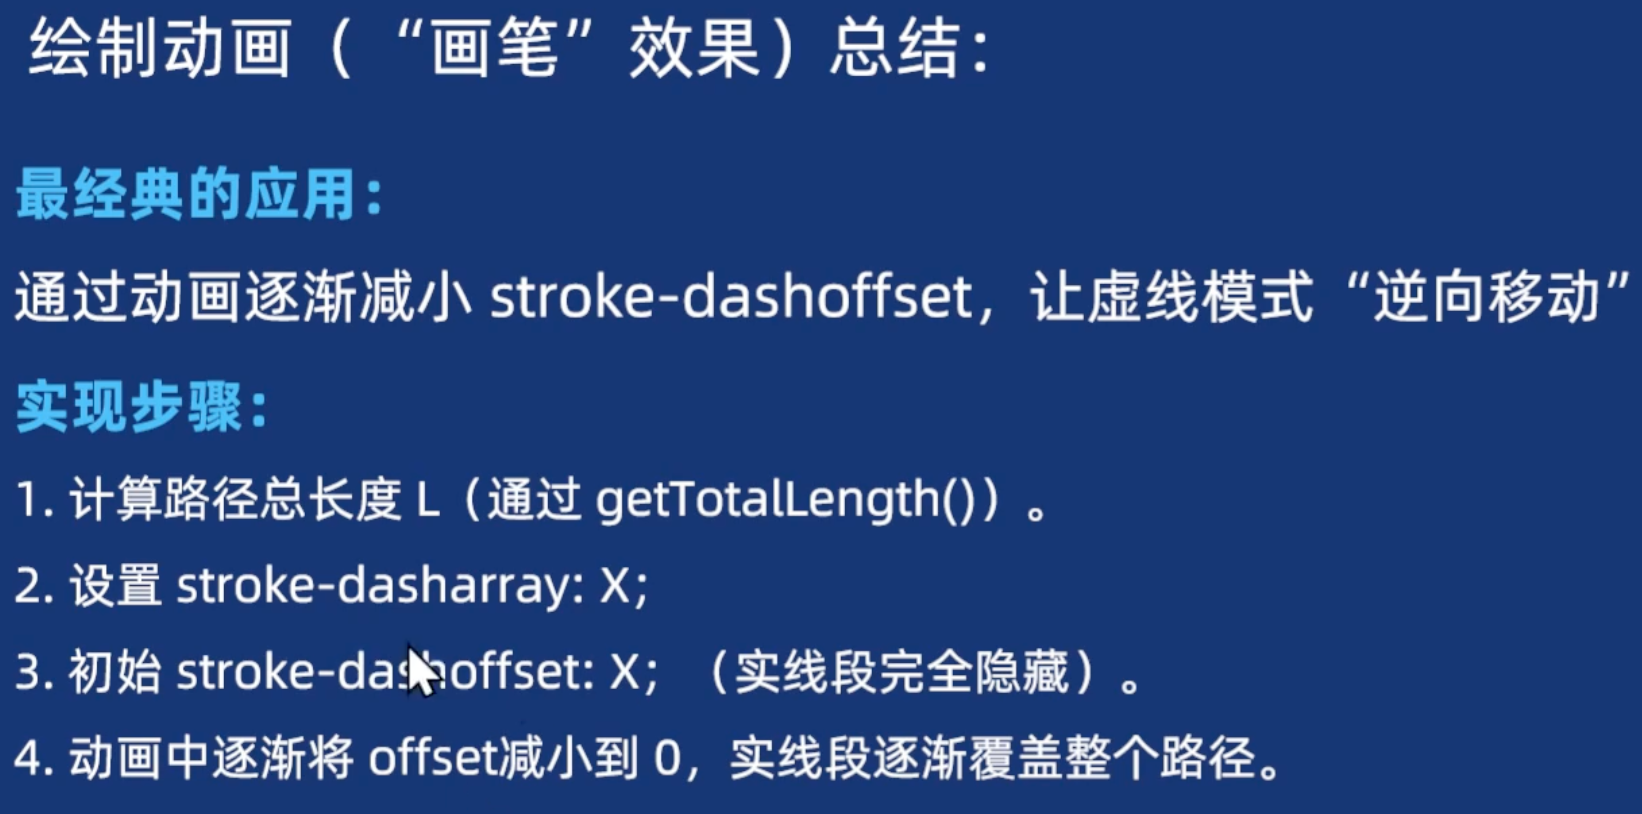 绘制动画（ “画笔” 效果）总结：
最经典的应用：
通过动画逐渐减小 stroke-dashoffset，让虚线模式 “逆向移动”
实现步骤：
1. 计算路径总长度 L（通过 getTotalLength()）。
2. 设置 stroke-dasharray: X；
3. 初始 stroke-dashoffset: X； （实线段完全隐藏）。
4. 动画中逐渐将 offset减小到 0，实线段逐渐覆盖整个路径。